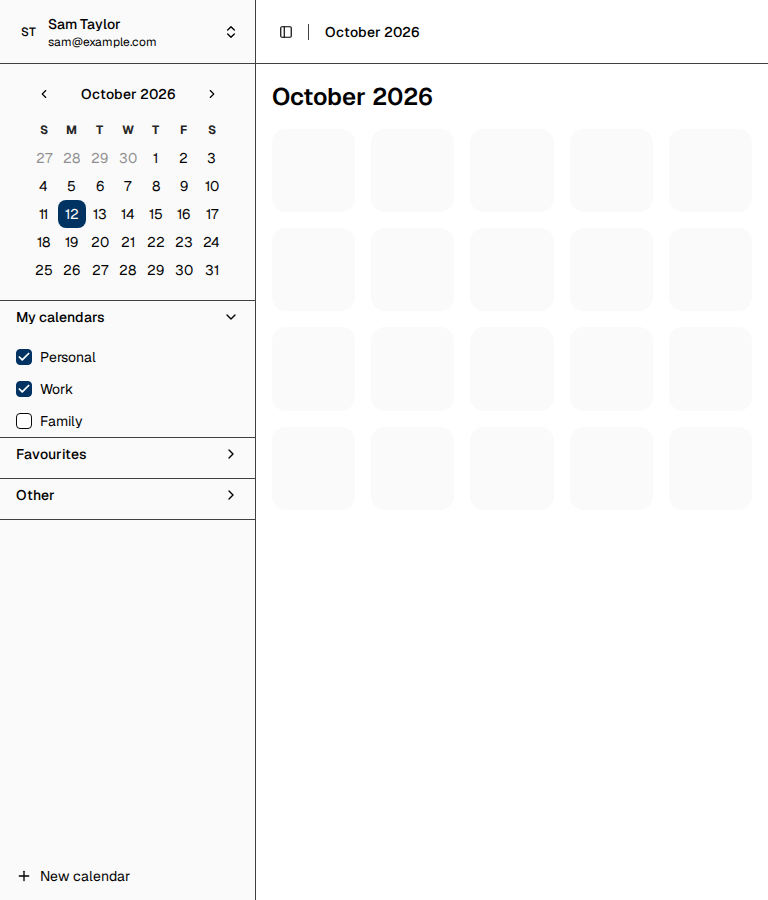 ST
Sam Taylor
sam@example.com
October 2026
October 2026
S M T W T F S
27 28 29 30 1 2 3
4 5 6 7 8 9 10
11 12 13 14 15 16 17
18 19 20 21 22 23 24
25 26 27 28 29 30 31
My calendars
Personal
Work
Family
Favourites
Other
New calendar
October 2026